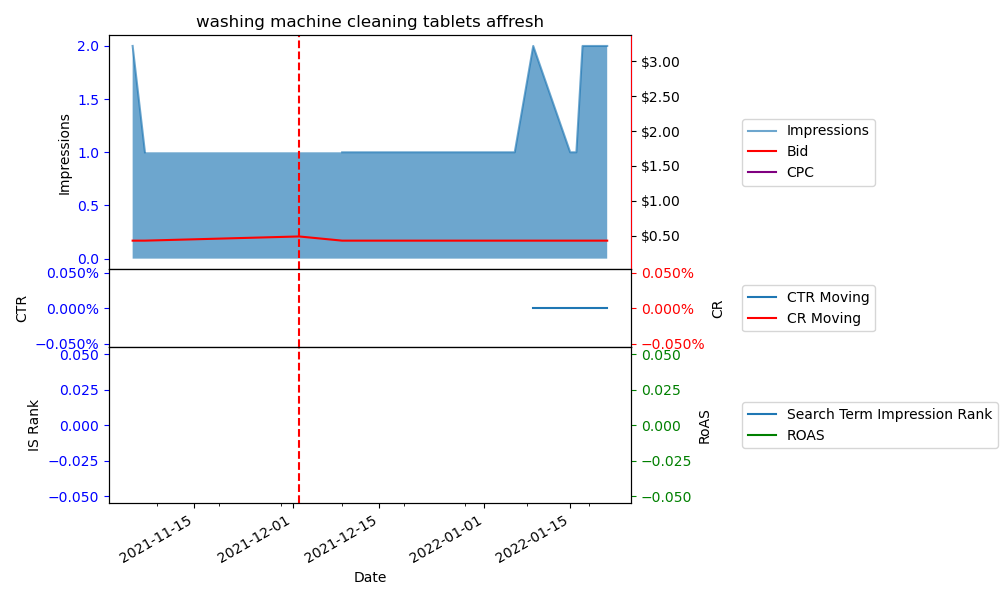 washing machine cleaning tablets affresh
2.0
1.5
1.0
0.5
0.0
Impressions
$3.00
$2.50
$2.00
$1.50
$1.00
$0.50
Impressions
Bid
CPC
0.050%
0.000%
−0.050%
CTR
0.050%
0.000%
−0.050%
CR
CTR Moving
CR Moving
0.050
0.025
0.000
−0.025
−0.050
IS Rank
0.050
0.025
0.000
−0.025
−0.050
RoAS
Search Term Impression Rank
ROAS
2021-11-15
2021-12-01
2021-12-15
2022-01-01
2022-01-15
Date